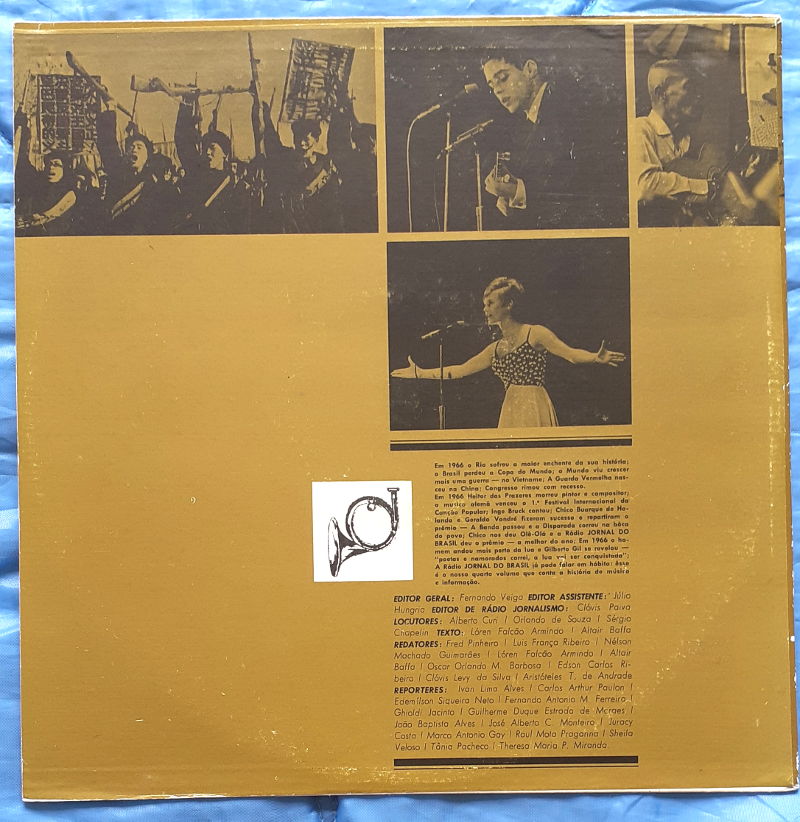 Em 1966 o Rio sofreu a maior enchente da sua história;
o Brasil perdeu a Copa do Mundo; o Mundo viu crescer
mais uma guerra — no Vietname; A Guarda Vermelha nas-
ceu na China; Congresso rimou com recesso.
Em 1966 Heitor dos Prazeres morreu pintor e compositor;
a musica alemã venceu o 1.º Festival Internacional da
Canção Popular; Inge Bruck cantou; Chico Buarque de Ho-
landa e Geraldo Vandré fizeram sucesso e repartiram o
prêmio — A Banda passou e a Disparada correu na bôca
do povo; Chico nos deu Olê-Olá e a Rádio JORNAL DO
BRASIL deu o prêmio — a melhor do ano; Em 1966 o ho-
mem andou mais perto da lua e Gilberto Gil se revelou —
"poetas e namorados correi, a lua vai ser conquistada";
A Rádio JORNAL DO BRASIL já pode falar em hábito: êsse
é o nosso quarto volume que conta a história de música
e informação.
EDITOR GERAL: Fernando Veiga EDITOR ASSISTENTE: Júlio
Hungria EDITOR DE RÁDIO JORNALISMO: Clóvis Paiva
LOCUTORES: Alberto Curi / Orlando de Souza / Sérgio
Chapelin TEXTO: Lóren Falcão Armindo / Altair Baffa
REDATORES: Fred Pinheiro / Luis França Ribeiro / Nélson
Machado Guimarães / Lóren Falcão Armindo / Altair
Baffa / Oscar Orlando M. Barbosa / Edson Carlos Ri-
beiro / Clóvis Levy da Silva / Aristóteles T. de Andrade
REPORTERES: Ivan Lima Alves / Carlos Arthur Paulon /
Edemilson Siqueira Neto / Fernando Antonio M. Ferreira /
Ghioldi Jacinto / Guilherme Duque Estrada de Moraes /
João Baptista Alves / José Alberto C. Monteiro / Juracy
Costa / Marco Antonio Gay / Raul Mota Pragana / Sheila
Veloso / Tânia Pacheco / Theresa Maria P. Miranda.